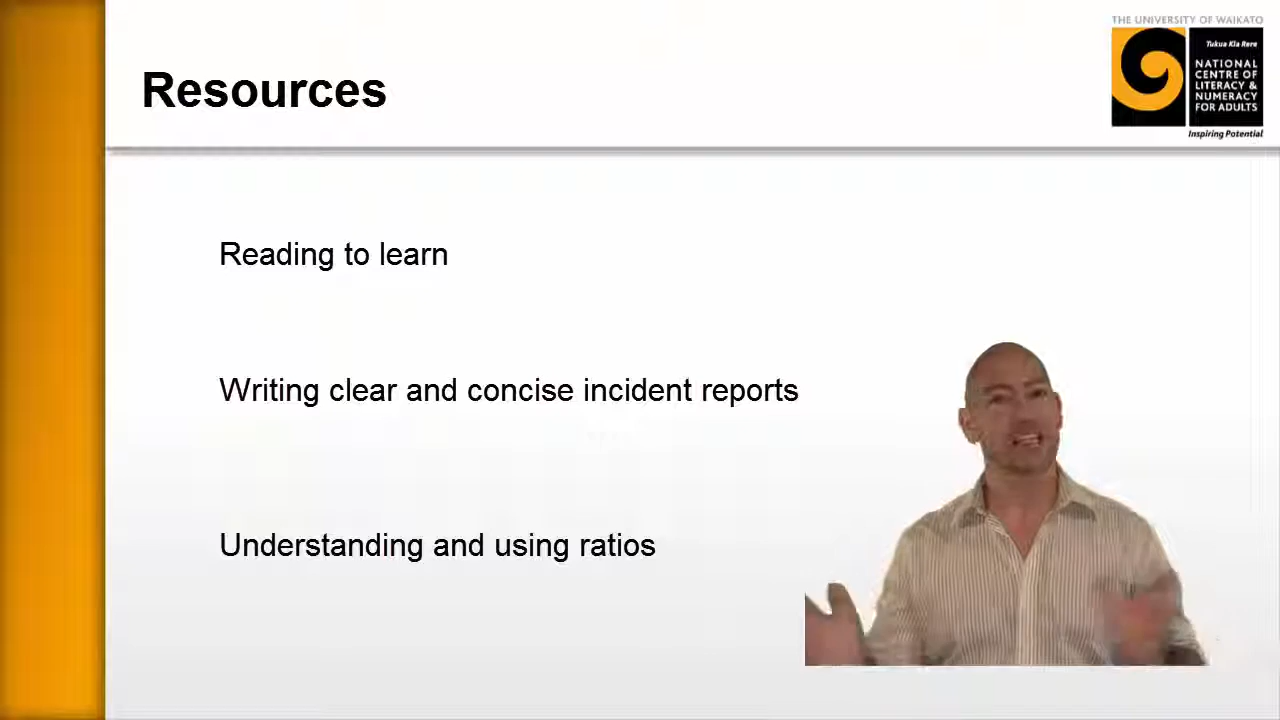 THE UNIVERSITY OF WAIKATO
Tukua Kia Rere
NATIONAL
CENTRE OF
LITERACY &
NUMERACY
FOR ADULTS
Inspiring Potential
Resources
Reading to learn
Writing clear and concise incident reports
Understanding and using ratios